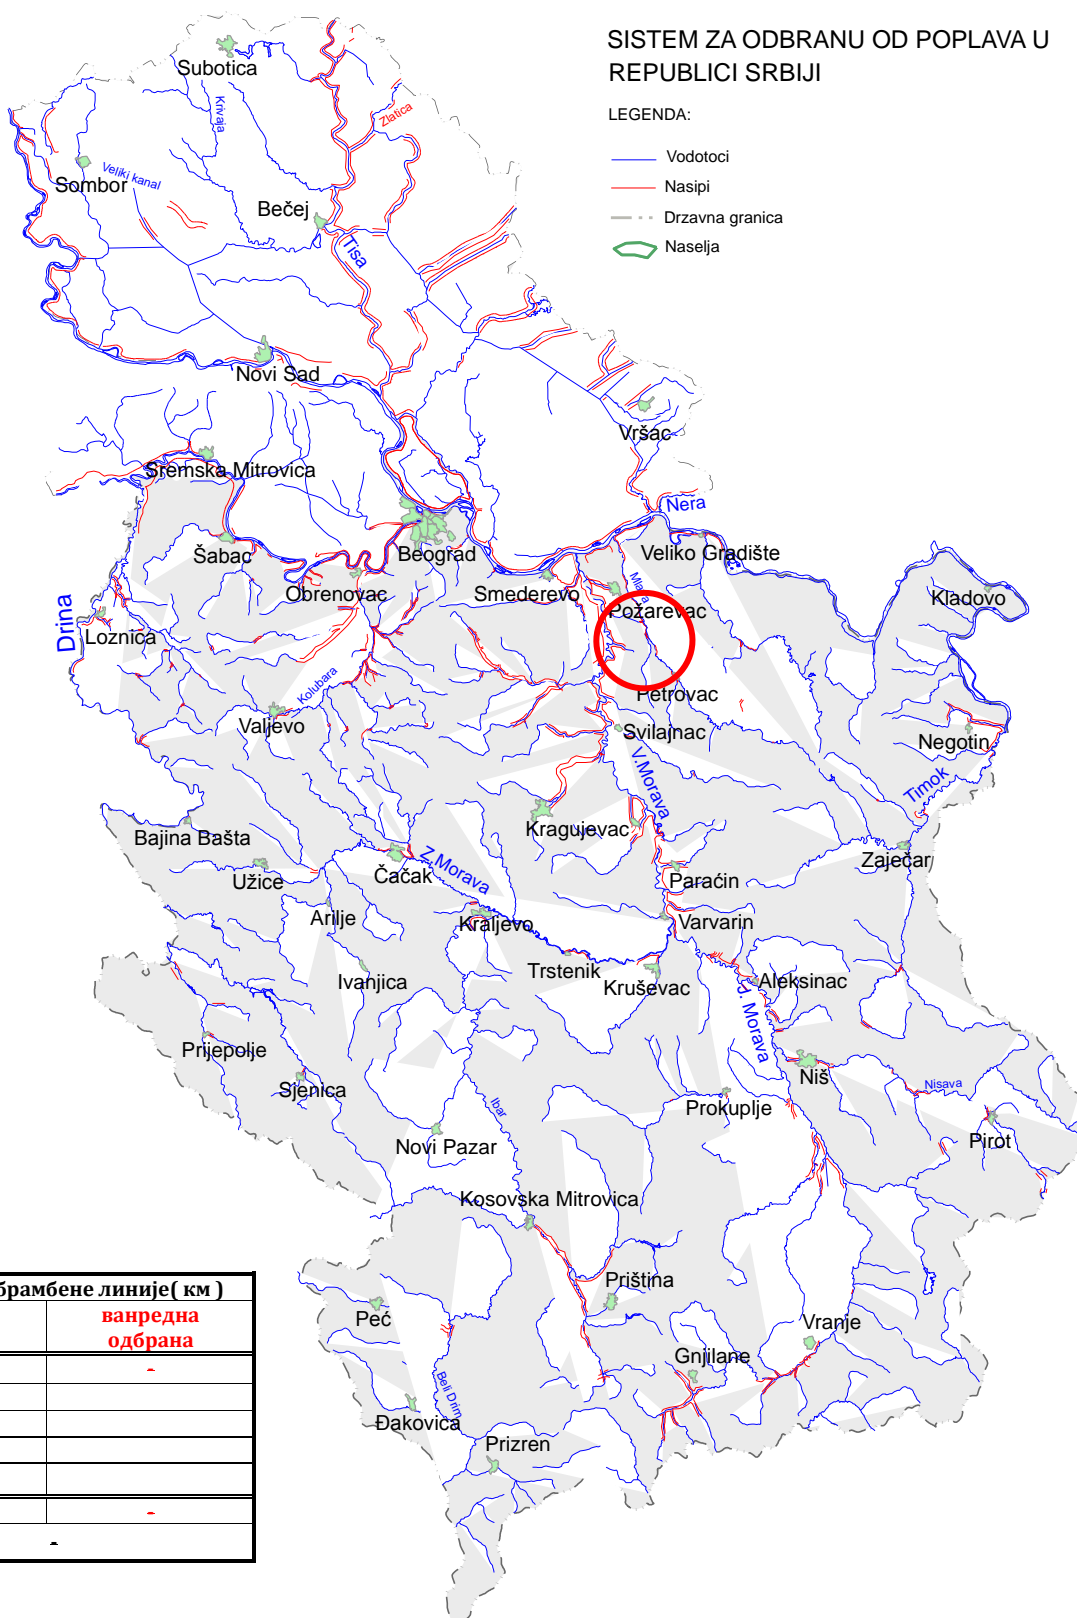 SISTEM ZA ODBRANU OD POPLAVA U
REPUBLICI SRBIJI
LEGENDA:
Vodotoci
Nasipi
Drzavna granica
Naselja
Subotica
Krivaja
Zlatica
Sombor
Veliki kanal
Bečej
Tisa
Novi Sad
Vršac
Sremska Mitrovica
Nera
Šabac
Beograd
Veliko Gradište
Obrenovac
Smederevo
Požarevac
Kladovo
Drina
Loznica
Kolubara
Petrovac
Valjevo
Svilajnac
Negotin
V.Morava
Timok
Bajina Bašta
Kragujevac
Zaječar
Užice
Čačak
Z.Morava
Paraćin
Arilje
Kraljevo
Varvarin
Ivanjica
Trstenik
Kruševac
Aleksinac
J. Morava
Prijepolje
Sjenica
Niš
Nisava
Ibar
Prokuplje
Novi Pazar
Pirot
Kosovska Mitrovica
Priština
Peć
Vranje
Gnjilane
Beli Drim
Đakovica
Prizren
брамбене линије( км )
ванредна
одбрана
-
-
-